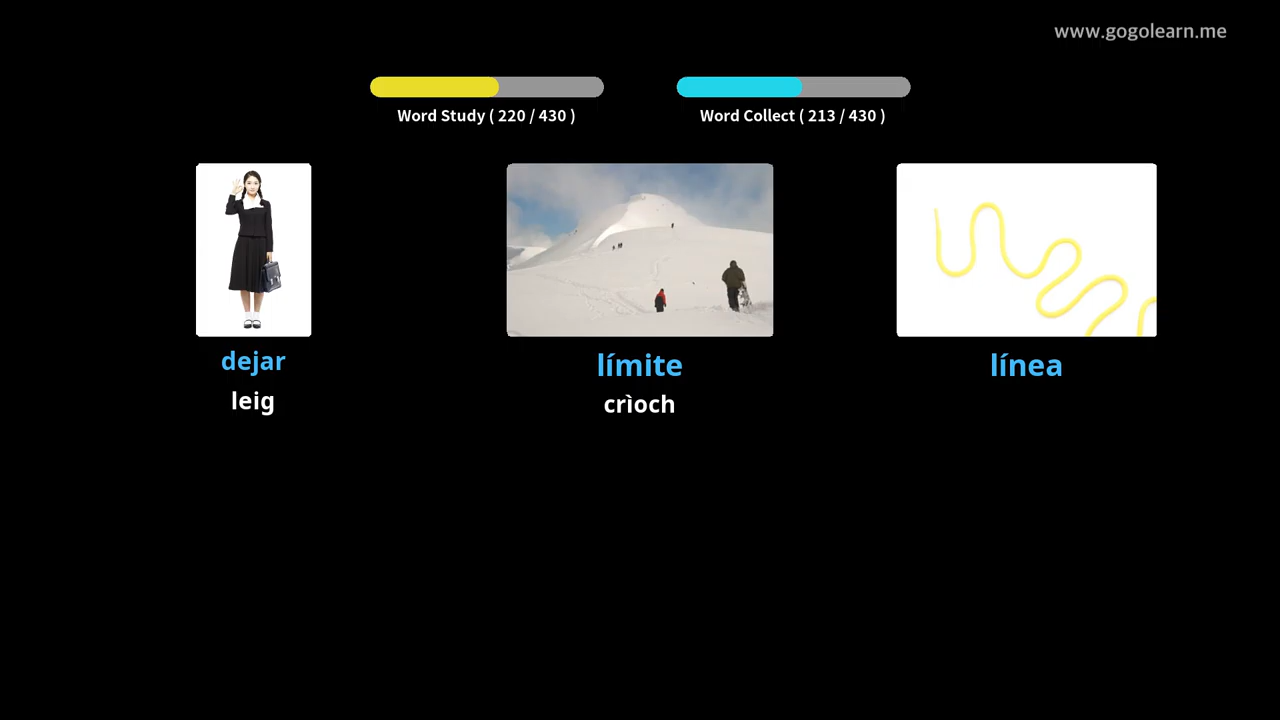 www.gogolearn.me
Word Study ( 220 / 430 )
Word Collect ( 213 / 430 )
dejar
límite
línea
leig
crìoch